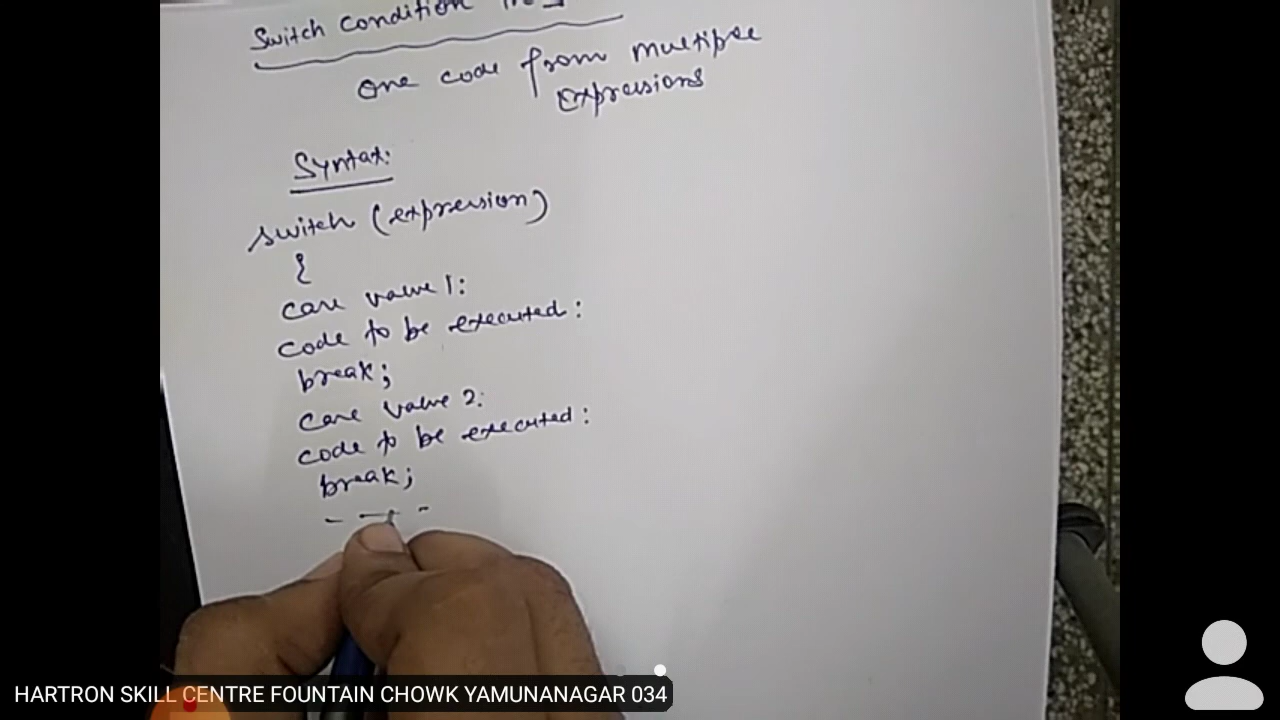 Switch condition
one code from multiple
expressions
Syntax:
switch (expression)
{
case value 1:
code to be executed:
break;
case value 2:
code to be executed:
break;
- - -
HARTRON SKILL CENTRE FOUNTAIN CHOWK YAMUNANAGAR 034